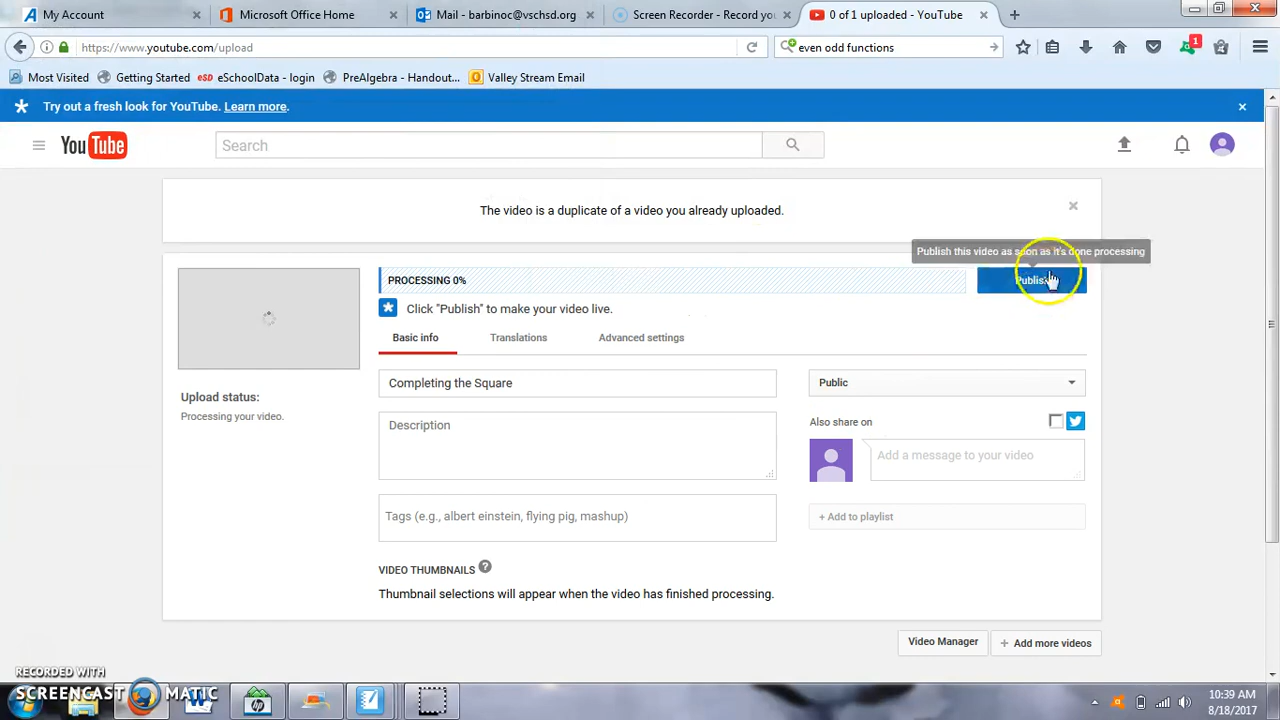 My Account
Microsoft Office Home
Mail - barbinoc@vschsd.org
Screen Recorder - Record you
0 of 1 uploaded - YouTube
https://www.youtube.com/upload
even odd functions
1
Most Visited
Getting Started
eSD eSchoolData - login
PreAlgebra - Handout...
Valley Stream Email
Try out a fresh look for YouTube. Learn more.
YouTube
Search
The video is a duplicate of a video you already uploaded.
Publish this video as soon as it's done processing
PROCESSING 0%
Publish
Click "Publish" to make your video live.
Basic info
Translations
Advanced settings
Upload status:
Processing your video.
Completing the Square
Public
Description
Also share on
Add a message to your video
Tags (e.g., albert einstein, flying pig, mashup)
+ Add to playlist
VIDEO THUMBNAILS
Thumbnail selections will appear when the video has finished processing.
Video Manager
+ Add more videos
RECORDED WITH
SCREENCAST MATIC
10:39 AM
8/18/2017